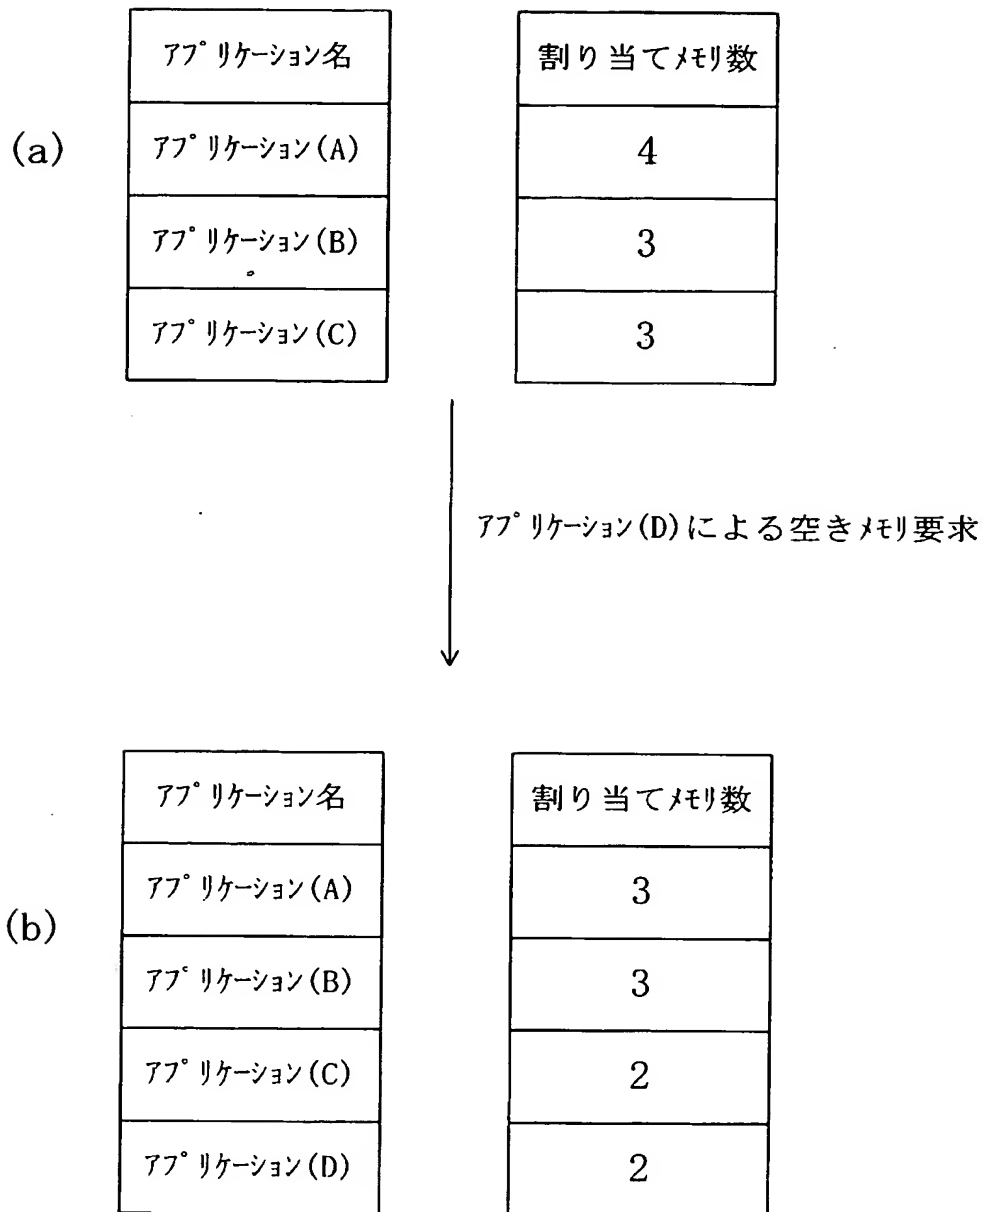 ｱﾌﾟﾘｹｰｼｮﾝ名 割り当てﾒﾓﾘ数
(a)
ｱﾌﾟﾘｹｰｼｮﾝ(A) 4
ｱﾌﾟﾘｹｰｼｮﾝ(B) 3
ｱﾌﾟﾘｹｰｼｮﾝ(C) 3
ｱﾌﾟﾘｹｰｼｮﾝ(D)による空きﾒﾓﾘ要求
ｱﾌﾟﾘｹｰｼｮﾝ名 割り当てﾒﾓﾘ数
(b)
ｱﾌﾟﾘｹｰｼｮﾝ(A) 3
ｱﾌﾟﾘｹｰｼｮﾝ(B) 3
ｱﾌﾟﾘｹｰｼｮﾝ(C) 2
ｱﾌﾟﾘｹｰｼｮﾝ(D) 2